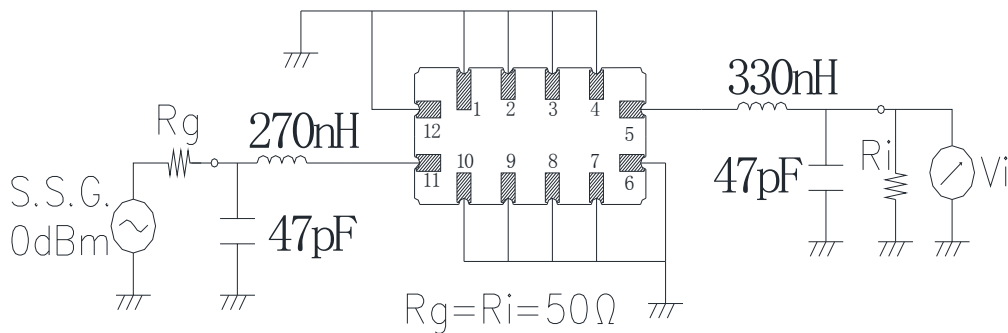 330nH
1 2 3 4
12 5
Rg
270nH
10 9 8 7
11 6
47pF
Ri
Vi
S.S.G.
0dBm
47pF
Rg=Ri=50Ω